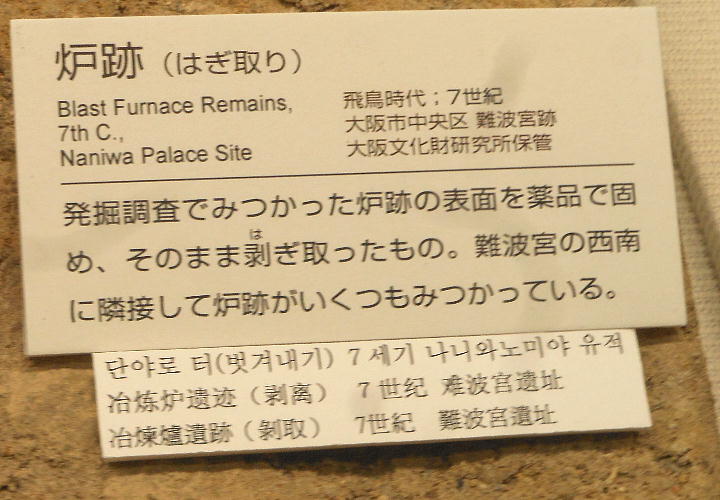 炉跡（はぎ取り）
Blast Furnace Remains,
7th C.,
Naniwa Palace Site
飛鳥時代；7世紀
大阪市中央区 難波宮跡
大阪文化財研究所保管
発掘調査でみつかった炉跡の表面を薬品で固
め、そのまま剥ぎ取ったもの。難波宮の西南
は
に隣接して炉跡がいくつもみつかっている。
단야로 터(벗겨내기) 7 세기 나니와노미야 유적
冶炼炉遗迹（剥离） 7 世纪 难波宫遗址
冶煉爐遺跡（剝取） 7世紀 難波宮遺址